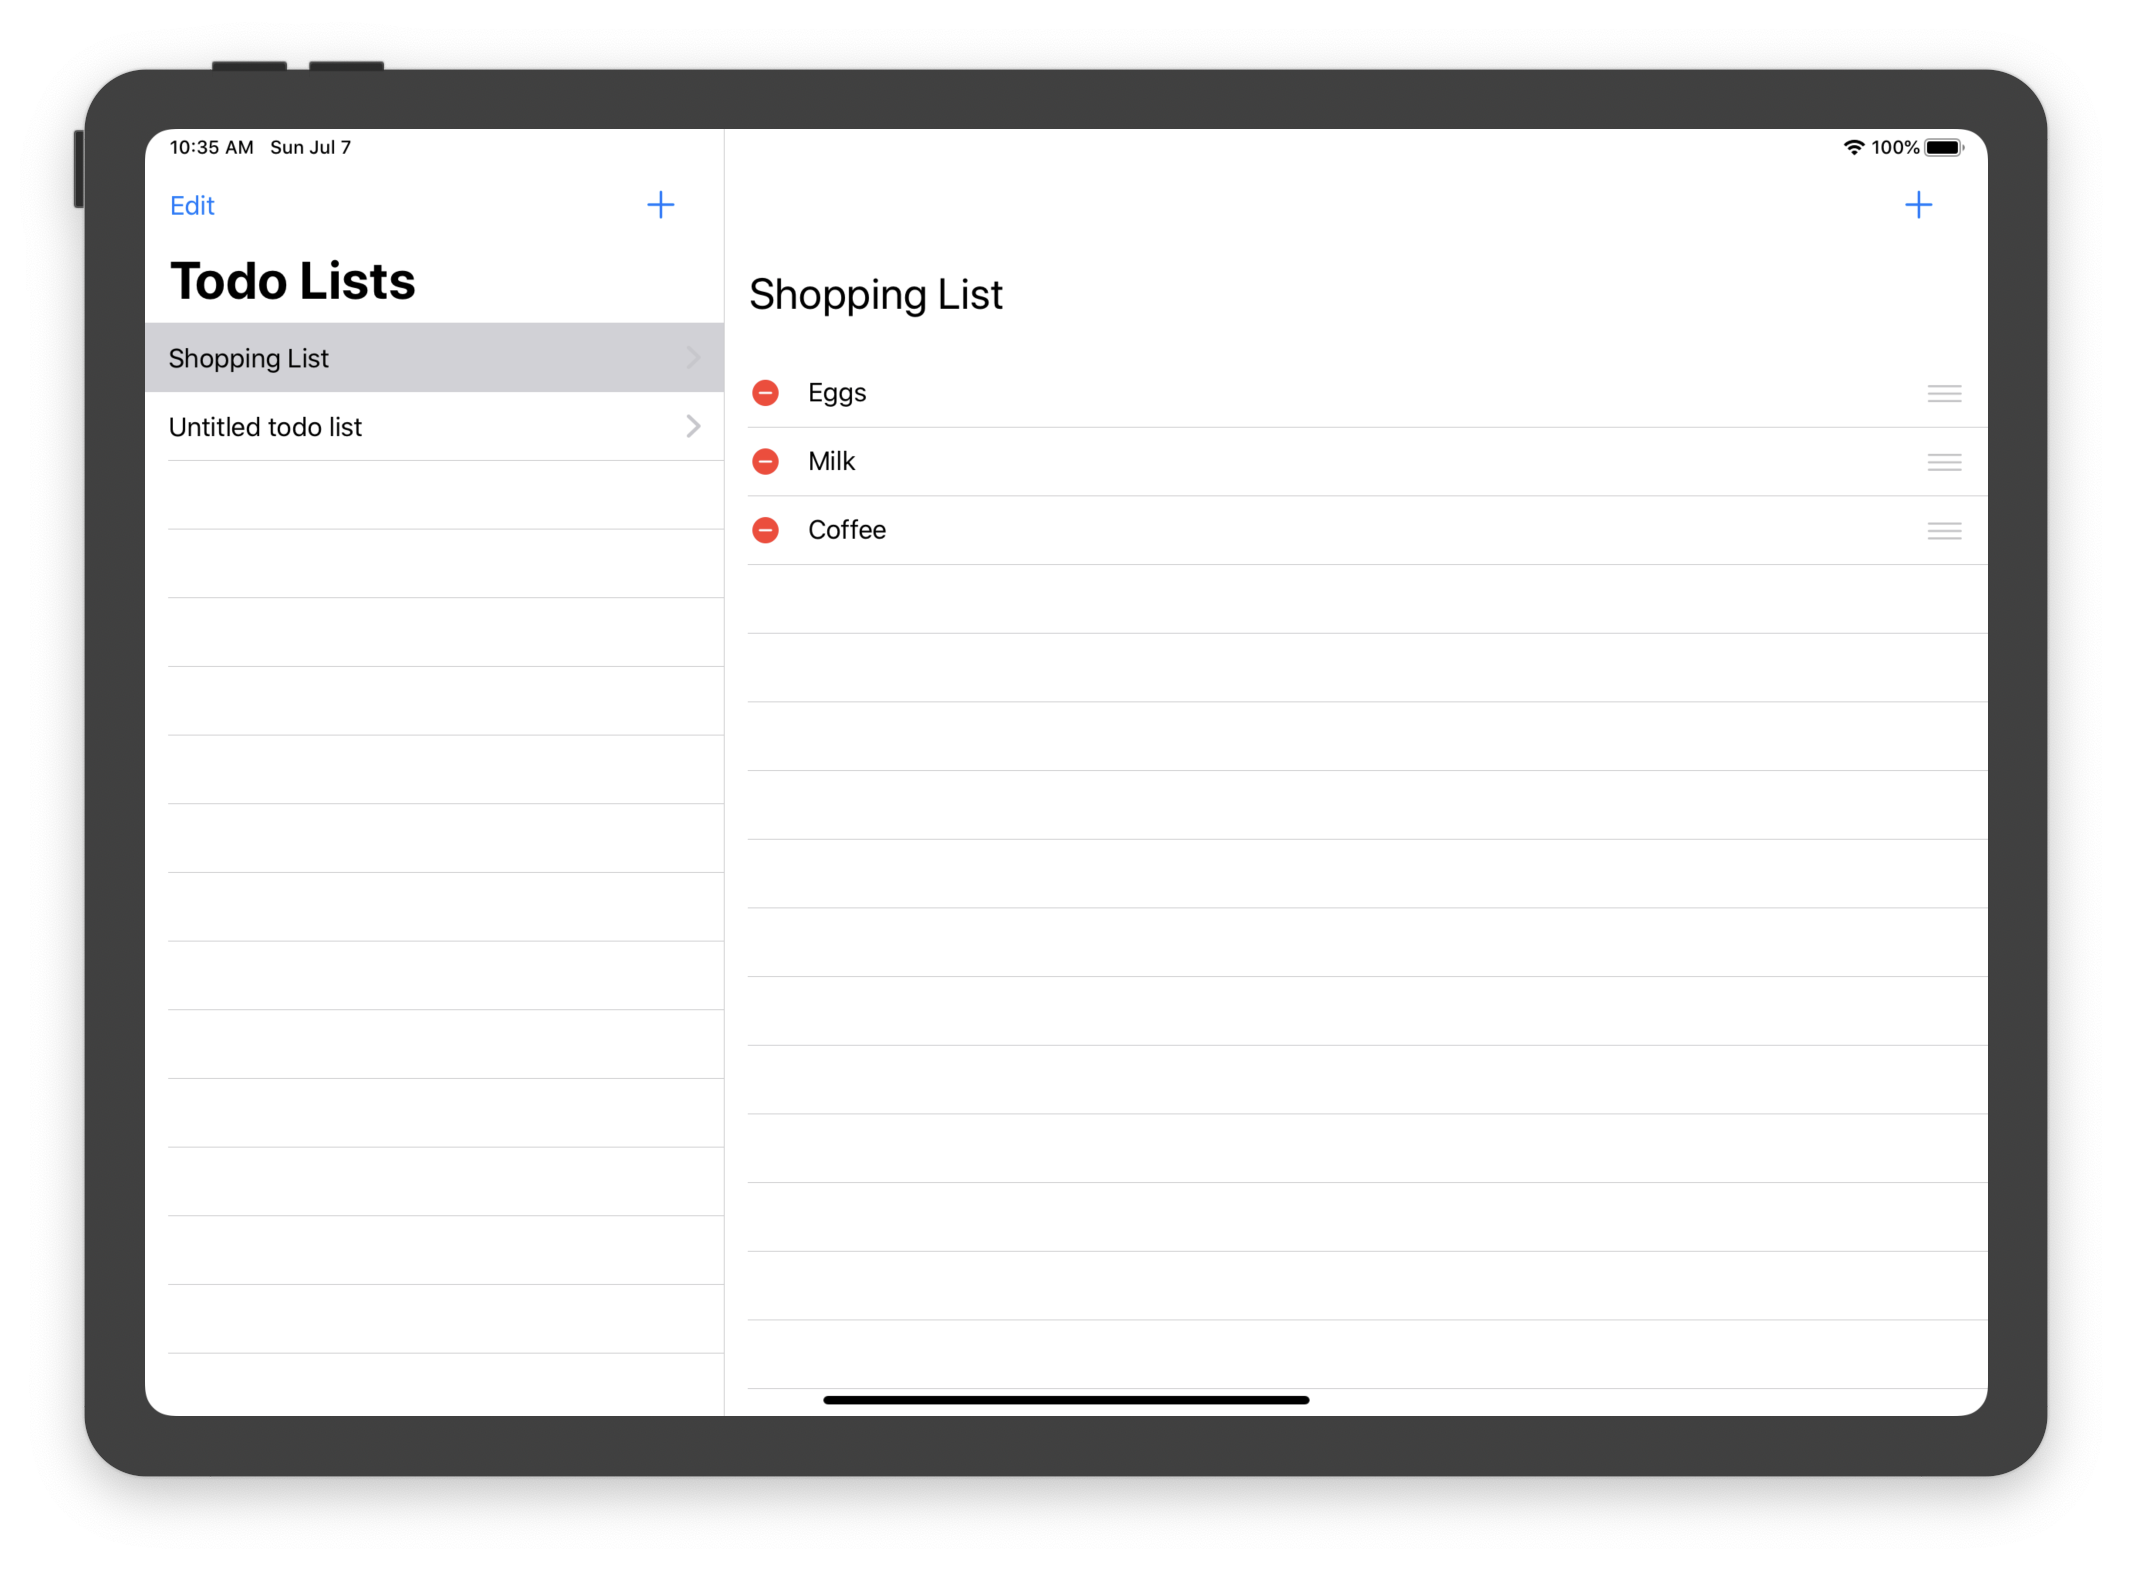 10:35 AM Sun Jul 7
100%
Edit
Todo Lists
Shopping List
Untitled todo list
Shopping List
Eggs
Milk
Coffee